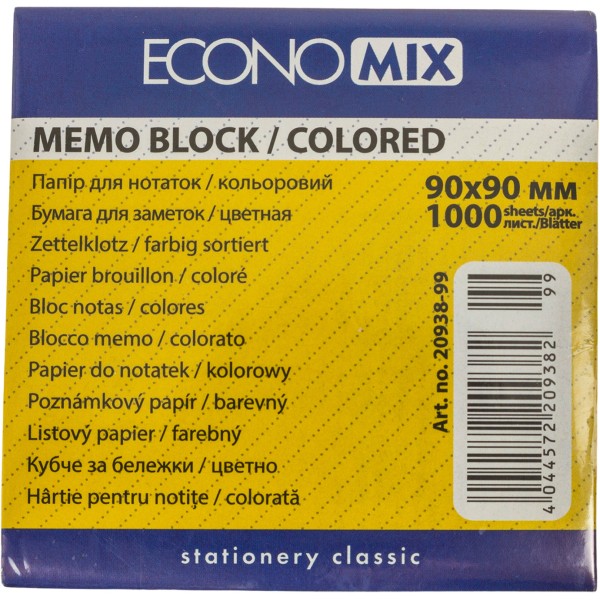 ECONOMIX
MEMO BLOCK / COLORED
Папір для нотаток / кольоровий
Бумага для заметок / цветная
Zettelklotz / farbig sortiert
Papier brouillon / coloré
Bloc notas / colores
Blocco memo / colorato
Papier do notatek / kolorowy
Poznámkový papír / barevný
Listový papier / farebný
Кубче за бележки / цветно
Hârtie pentru notițe / colorată
90x90 мм
1000 sheets/арк.
лист./Blätter
Art. no. 20938-99
99
4044572209382
stationery classic